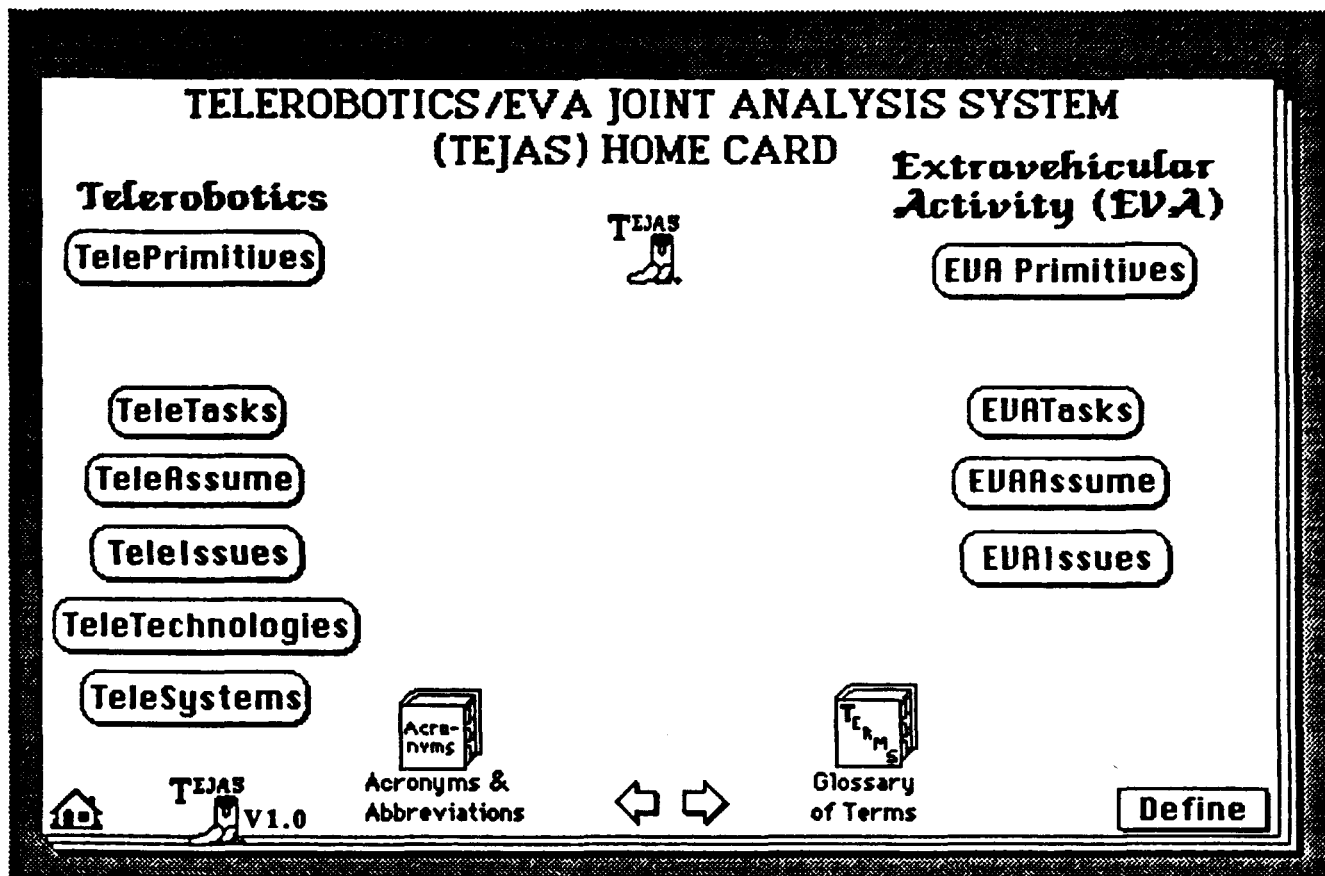 TELEROBOTICS/EVA JOINT ANALYSIS SYSTEM
(TEJAS) HOME CARD
Telerobotics
Extravehicular
Activity (EVA)
TEJAS
TelePrimitives
EVA Primitives
TeleTasks
EVATasks
TeleAssume
EVAAssume
TeleIssues
EVAIssues
TeleTechnologies
TeleSystems
Acro-
nyms
Acronyms &
Abbreviations
TERMS
Glossary
of Terms
TEJAS
V1.0
Define